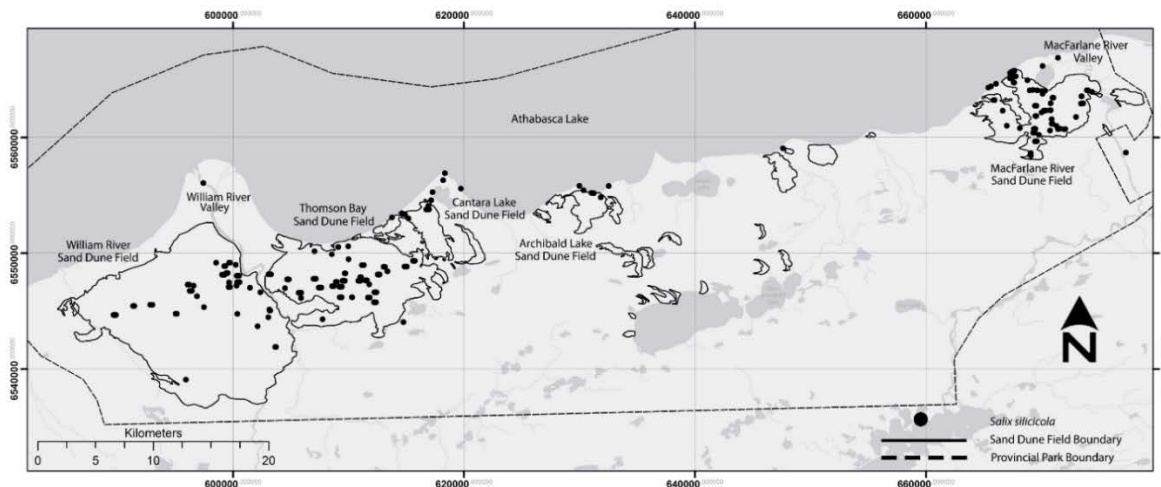 600000 620000 640000 660000
MacFarlane River
Valley
Athabasca Lake
6560000
William River
Valley
Thomson Bay
Sand Dune Field
Cantara Lake
Sand Dune Field
MacFarlane River
Sand Dune Field
William River
Sand Dune Field
Archibald Lake
Sand Dune Field
6550000
6540000
N
Kilometers
0 5 10 20
Salix silicicola
Sand Dune Field Boundary
Provincial Park Boundary
600000 620000 640000 660000